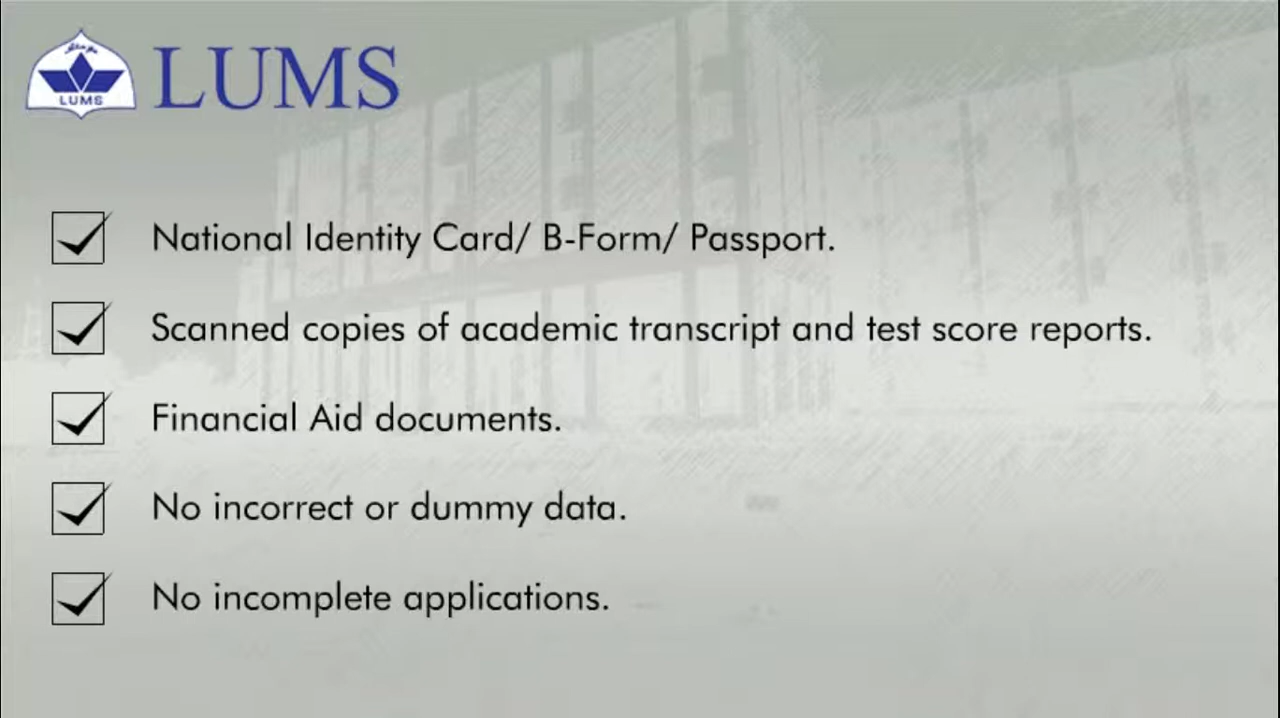 LUMS
LUMS
National Identity Card/ B-Form/ Passport.
Scanned copies of academic transcript and test score reports.
Financial Aid documents.
No incorrect or dummy data.
No incomplete applications.